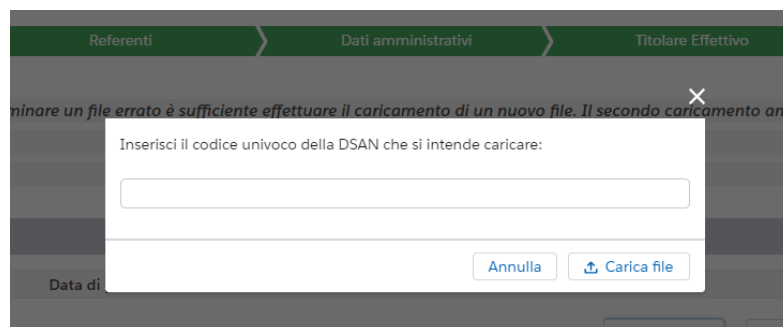 Referenti Dati amministrativi Titolare Effettivo
minare un file errato è sufficiente effettuare il caricamento di un nuovo file. Il secondo caricamento an
Inserisci il codice univoco della DSAN che si intende caricare:
Annulla Carica file
Data di